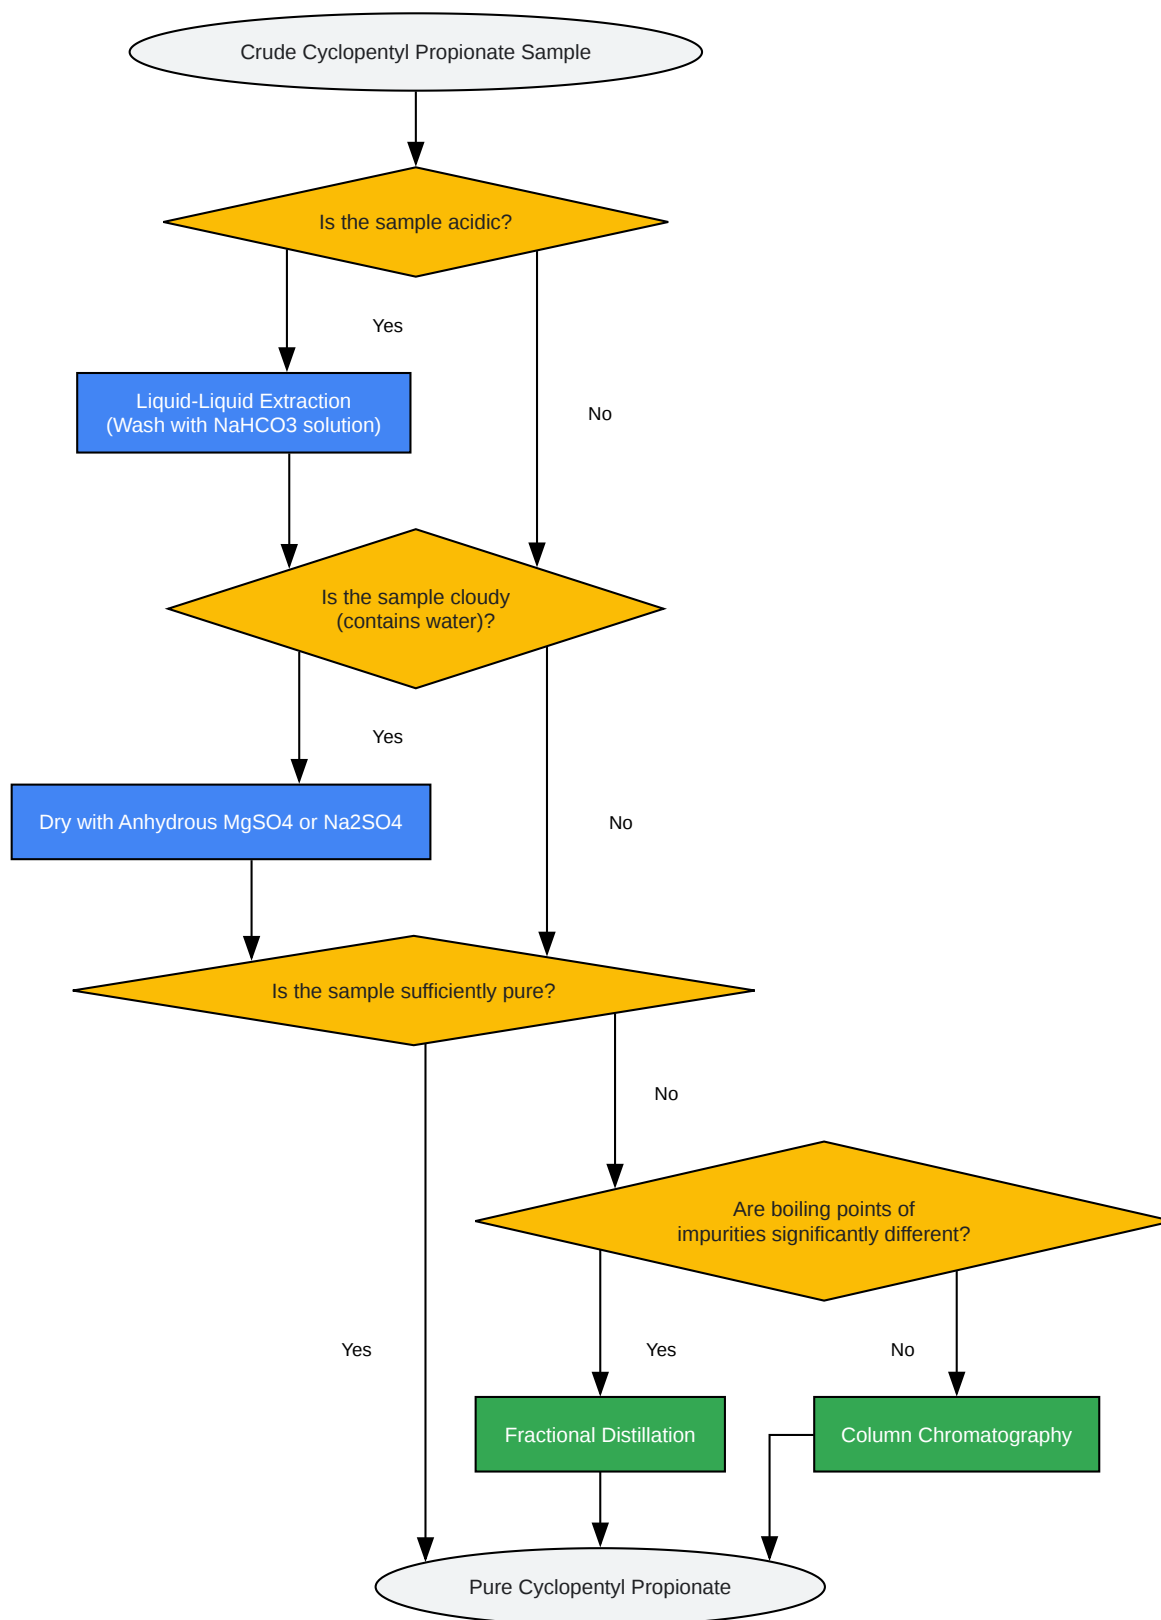 Crude Cyclopentyl Propionate Sample
Is the sample acidic?
Yes
Liquid-Liquid Extraction
(Wash with NaHCO3 solution)
No
Is the sample cloudy
(contains water)?
Yes
Dry with Anhydrous MgSO4 or Na2SO4
No
Is the sample sufficiently pure?
No
Are boiling points of
impurities significantly different?
Yes
Yes
No
Fractional Distillation
Column Chromatography
Pure Cyclopentyl Propionate